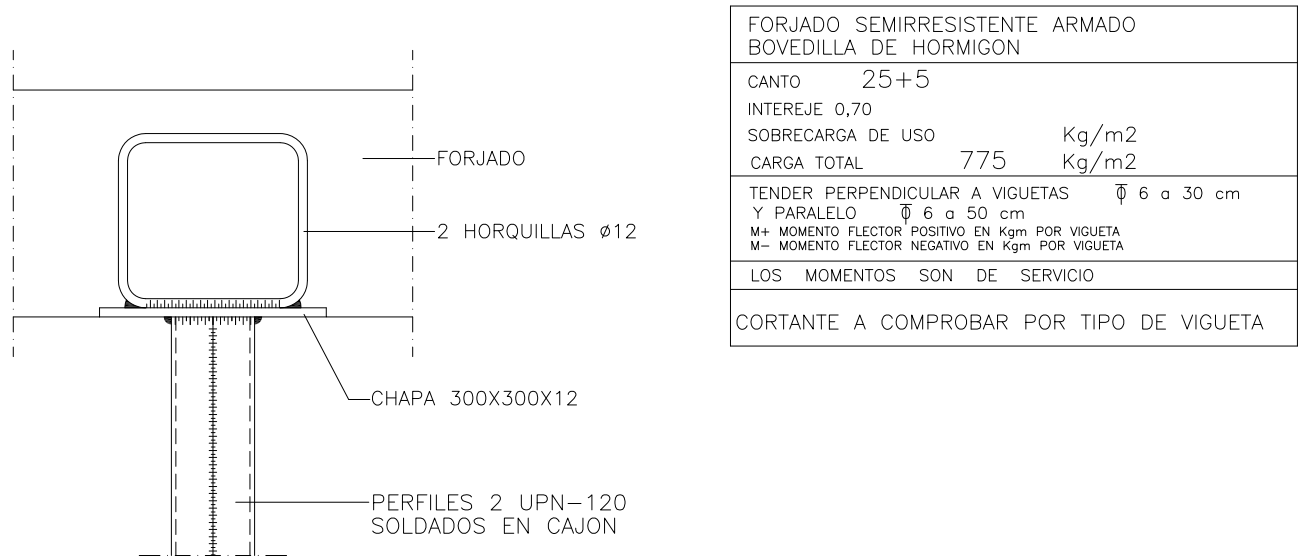 FORJADO
2 HORQUILLAS ø12
CHAPA 300X300X12
PERFILES 2 UPN-120
SOLDADOS EN CAJON
FORJADO SEMIRRESISTENTE ARMADO
BOVEDILLA DE HORMIGON
CANTO 25+5
INTEREJE 0,70
SOBRECARGA DE USO Kg/m2
CARGA TOTAL 775 Kg/m2
TENDER PERPENDICULAR A VIGUETAS ϕ 6 a 30 cm
Y PARALELO ϕ 6 a 50 cm
M+ MOMENTO FLECTOR POSITIVO EN Kgm POR VIGUETA
M- MOMENTO FLECTOR NEGATIVO EN Kgm POR VIGUETA
LOS MOMENTOS SON DE SERVICIO
CORTANTE A COMPROBAR POR TIPO DE VIGUETA